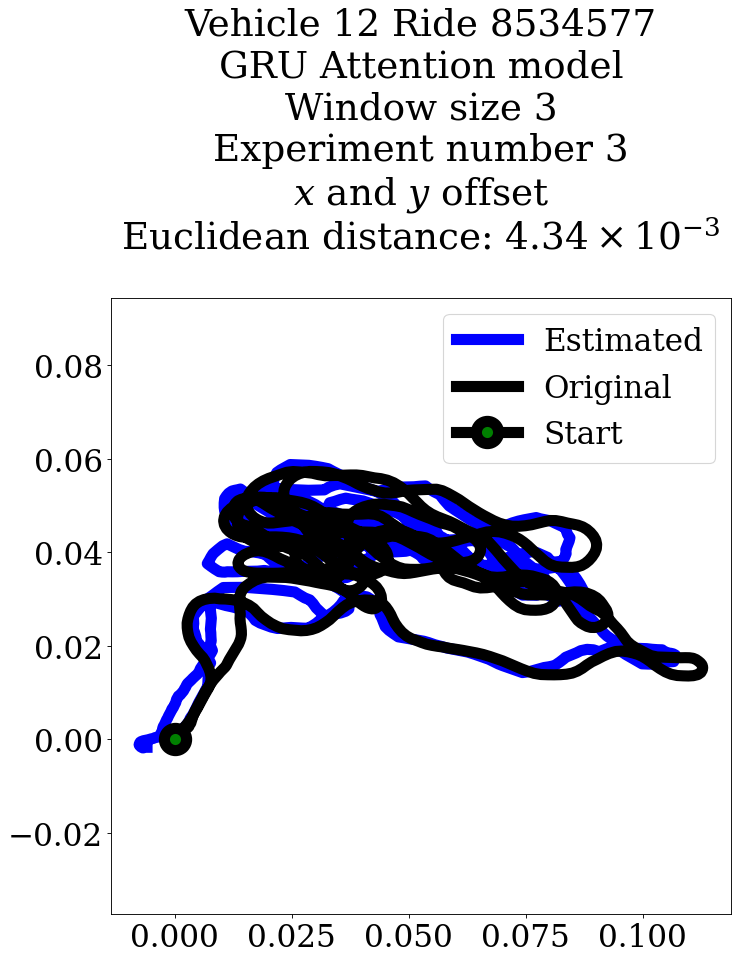 Vehicle 12 Ride 8534577
GRU Attention model
Window size 3
Experiment number 3
x and y offset
Euclidean distance: 4.34 × 10⁻³
Estimated
Original
Start
0.08
0.06
0.04
0.02
0.00
−0.02
0.000 0.025 0.050 0.075 0.100